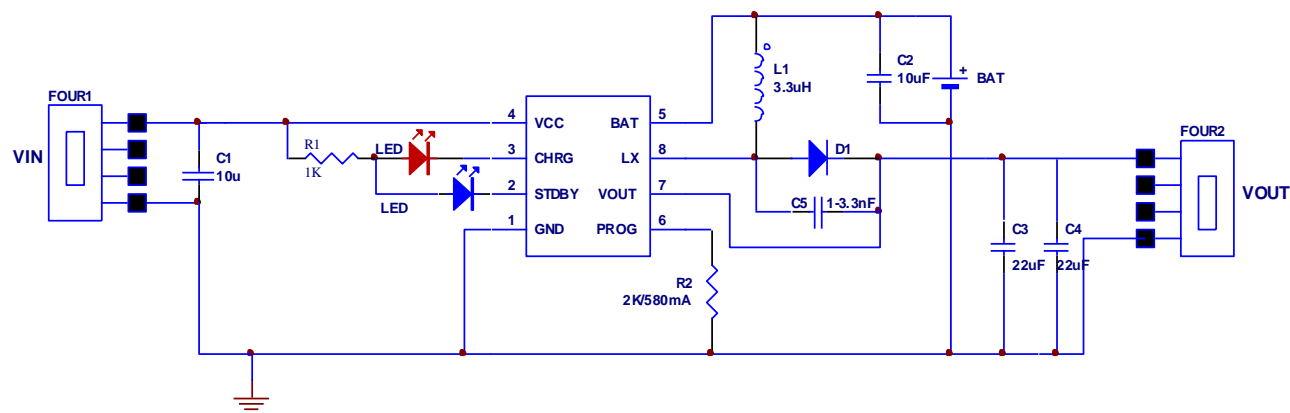 FOUR1
VIN
C1
10u
R1
1K
LED
LED
4 VCC
3 CHRG
2 STDBY
1 GND
BAT 5
LX 8
VOUT 7
PROG 6
L1
3.3uH
C2
10uF
+
BAT
D1
C5 1-3.3nF
R2
2K/580mA
C3
22uF
C4
22uF
FOUR2
VOUT